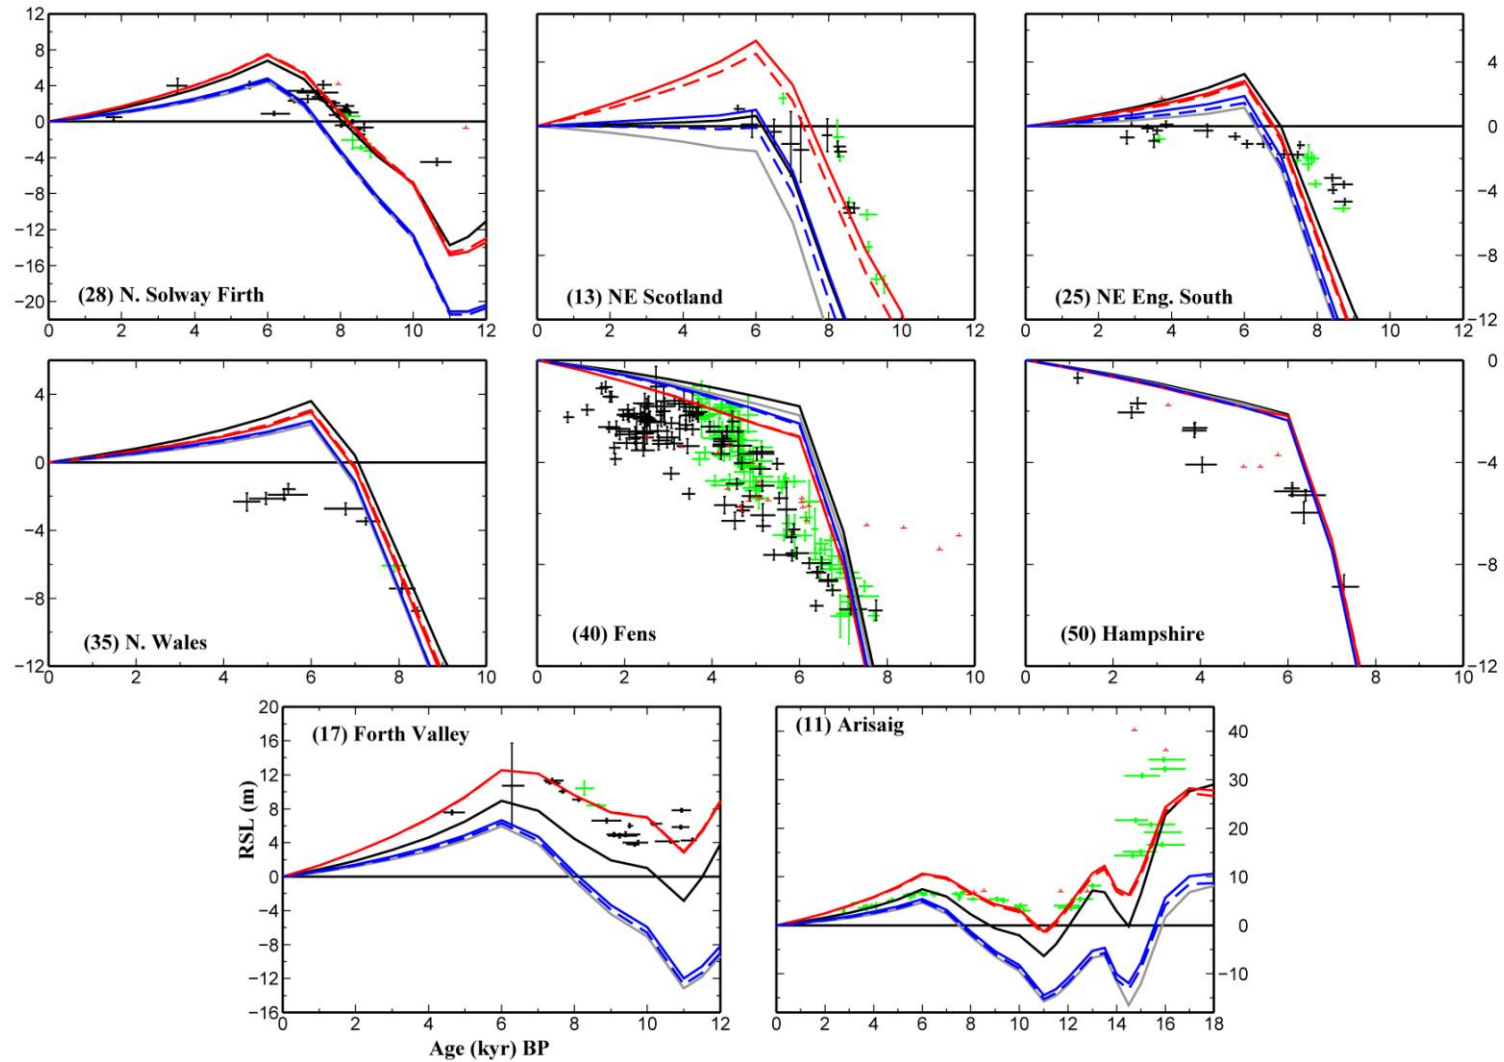 12
8
4
0
−4
−8
−12
−16
−20
(28) N. Solway Firth
0 2 4 6 8 10 12
(13) NE Scotland
0 2 4 6 8 10 12
(25) NE Eng. South
4
0
−4
−8
−12
0 2 4 6 8 10 12
4
0
−4
−8
−12
(35) N. Wales
0 2 4 6 8 10
(40) Fens
0 2 4 6 8 10
(50) Hampshire
0
−4
−8
−12
0 2 4 6 8 10
20
16
12
8
4
0
−4
−8
−12
−16
RSL (m)
(17) Forth Valley
0 2 4 6 8 10 12
Age (kyr) BP
(11) Arisaig
40
30
20
10
0
−10
0 2 4 6 8 10 12 14 16 18